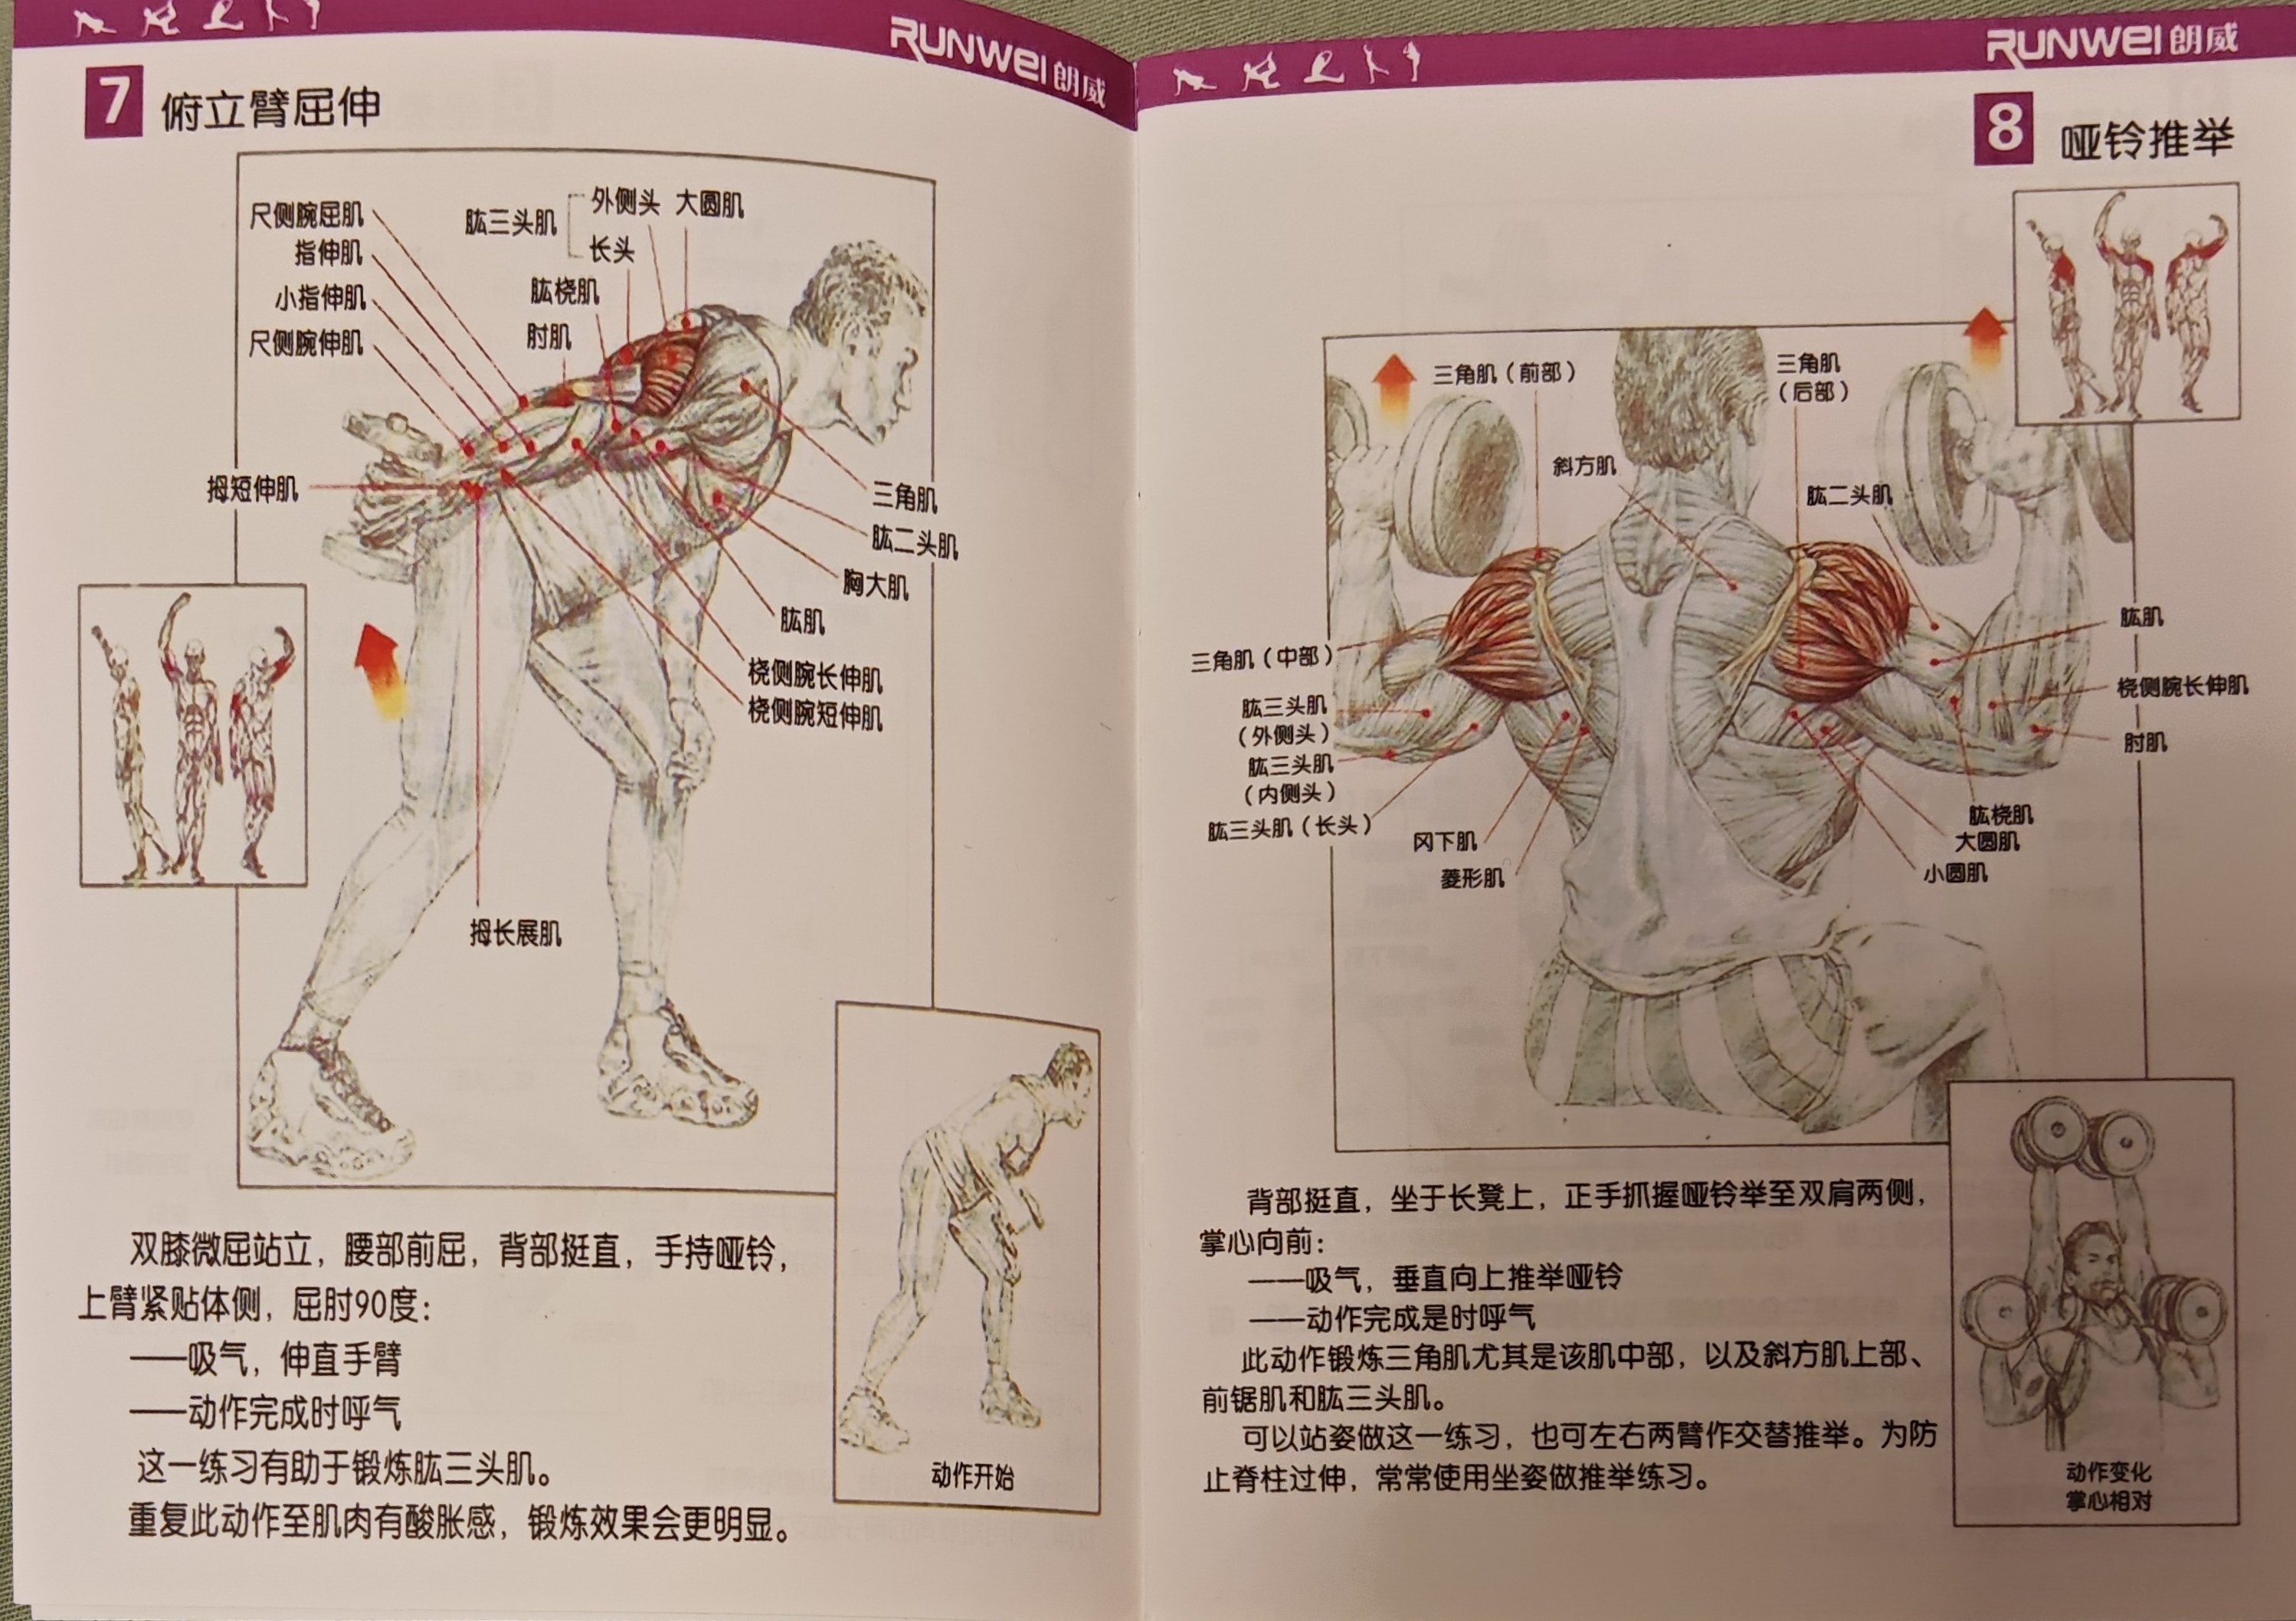 RUNWEI 朗威
7 俯立臂屈伸
尺侧腕屈肌
指伸肌
小指伸肌
尺侧腕伸肌
肱三头肌
外侧头
长头
大圆肌
肱桡肌
肘肌
拇短伸肌
三角肌
肱二头肌
胸大肌
肱肌
桡侧腕长伸肌
桡侧腕短伸肌
拇长展肌
动作开始
双膝微屈站立，腰部前屈，背部挺直，手持哑铃，
上臂紧贴体侧，屈肘90度：
——吸气，伸直手臂
——动作完成时呼气
这一练习有助于锻炼肱三头肌。
重复此动作至肌肉有酸胀感，锻炼效果会更明显。
RUNWEI 朗威
8 哑铃推举
三角肌（前部）
三角肌
（后部）
斜方肌
肱二头肌
三角肌（中部）
肱三头肌
（外侧头）
肱三头肌
（内侧头）
肱三头肌（长头）
冈下肌
菱形肌
肱肌
桡侧腕长伸肌
肘肌
肱桡肌
大圆肌
小圆肌
背部挺直，坐于长凳上，正手抓握哑铃举至双肩两侧，
掌心向前：
——吸气，垂直向上推举哑铃
——动作完成是时呼气
此动作锻炼三角肌尤其是该肌中部，以及斜方肌上部、
前锯肌和肱三头肌。
可以站姿做这一练习，也可左右两臂作交替推举。为防
止脊柱过伸，常常使用坐姿做推举练习。
动作变化
掌心相对